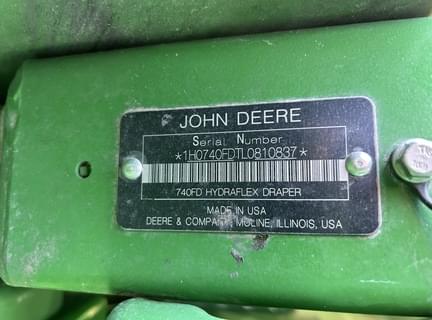 JOHN DEERE
Serial Number
*1H0740FDTL0810837*
740FD HYDRAFLEX DRAPER
MADE IN USA
DEERE & COMPANY, MOLINE, ILLINOIS, USA